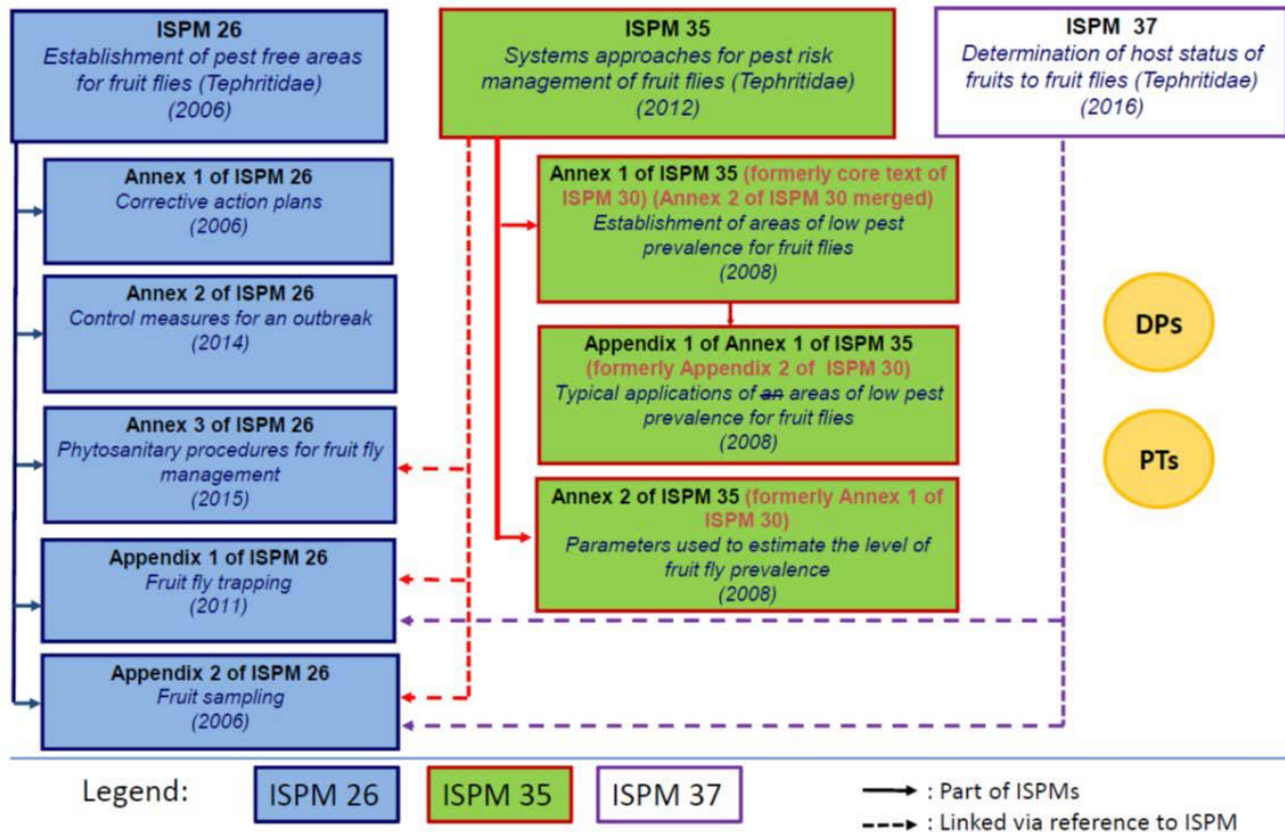 ISPM 26
Establishment of pest free areas
for fruit flies (Tephritidae)
(2006)
ISPM 35
Systems approaches for pest risk
management of fruit flies (Tephritidae)
(2012)
ISPM 37
Determination of host status of
fruits to fruit flies (Tephritidae)
(2016)
Annex 1 of ISPM 26
Corrective action plans
(2006)
Annex 2 of ISPM 26
Control measures for an outbreak
(2014)
Annex 3 of ISPM 26
Phytosanitary procedures for fruit fly
management
(2015)
Appendix 1 of ISPM 26
Fruit fly trapping
(2011)
Appendix 2 of ISPM 26
Fruit sampling
(2006)
Annex 1 of ISPM 35 (formerly core text of
ISPM 30) (Annex 2 of ISPM 30 merged)
Establishment of areas of low pest
prevalence for fruit flies
(2008)
Appendix 1 of Annex 1 of ISPM 35
(formerly Appendix 2 of ISPM 30)
Typical applications of an areas of low pest
prevalence for fruit flies
(2008)
Annex 2 of ISPM 35 (formerly Annex 1 of
ISPM 30)
Parameters used to estimate the level of
fruit fly prevalence
(2008)
DPs
PTs
Legend:
ISPM 26
ISPM 35
ISPM 37
: Part of ISPMs
: Linked via reference to ISPM